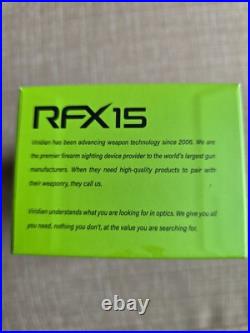 RFX15
Viridian has been advancing weapon technology since 2006. We are
the premier firearm sighting device provider to the world's largest gun
manufacturers. When they need high-quality products to pair with
their weaponry, they call us.
Viridian understands what you are looking for in optics. We give you all
you need, nothing you don't, at the value you are searching for.